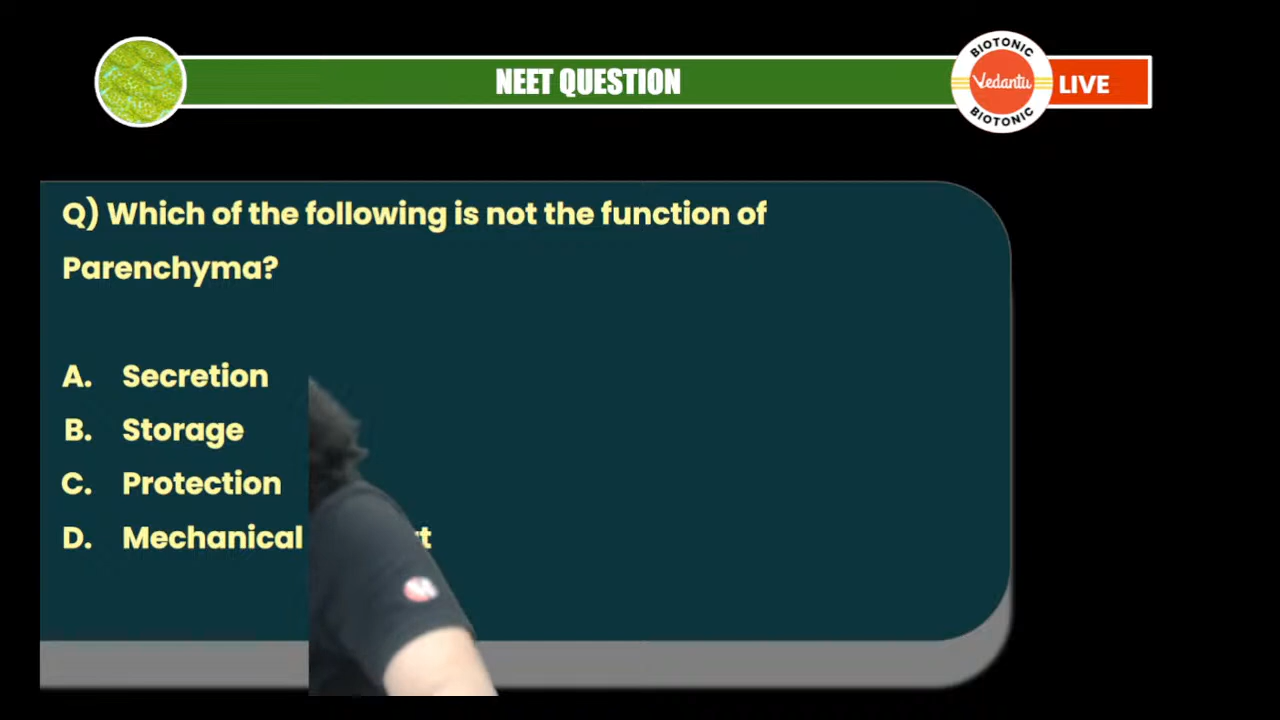 NEET QUESTION
BIOTONIC
Vedantu
BIOTONIC
LIVE
Q) Which of the following is not the function of
Parenchyma?
A. Secretion
B. Storage
C. Protection
D. Mechanical